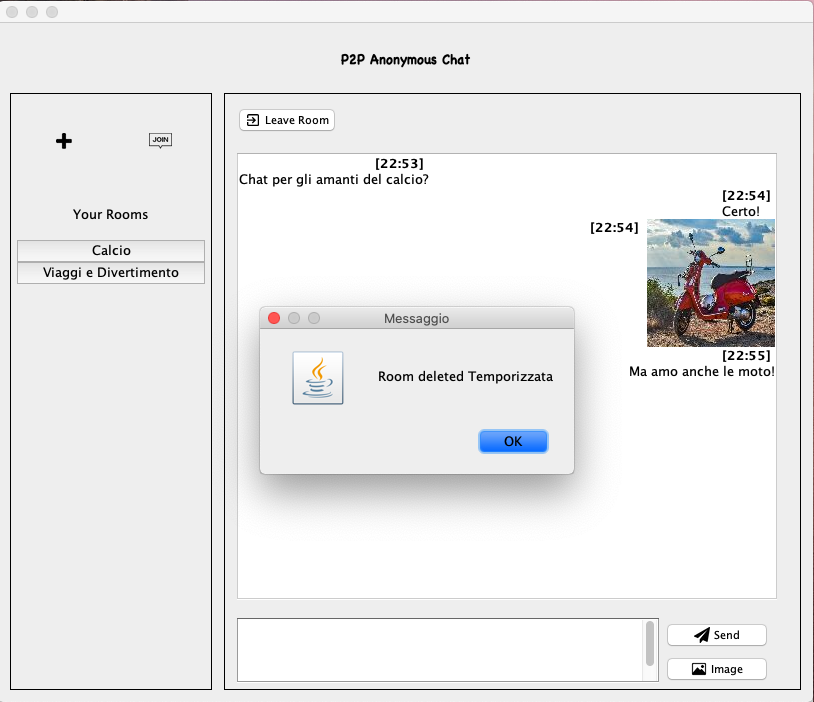 P2P Anonymous Chat
JOIN
Your Rooms
Calcio
Viaggi e Divertimento
Leave Room
[22:53]
Chat per gli amanti del calcio?
[22:54]
Certo!
[22:54]
[22:55]
Ma amo anche le moto!
Messaggio
Room deleted Temporizzata
OK
Send
Image